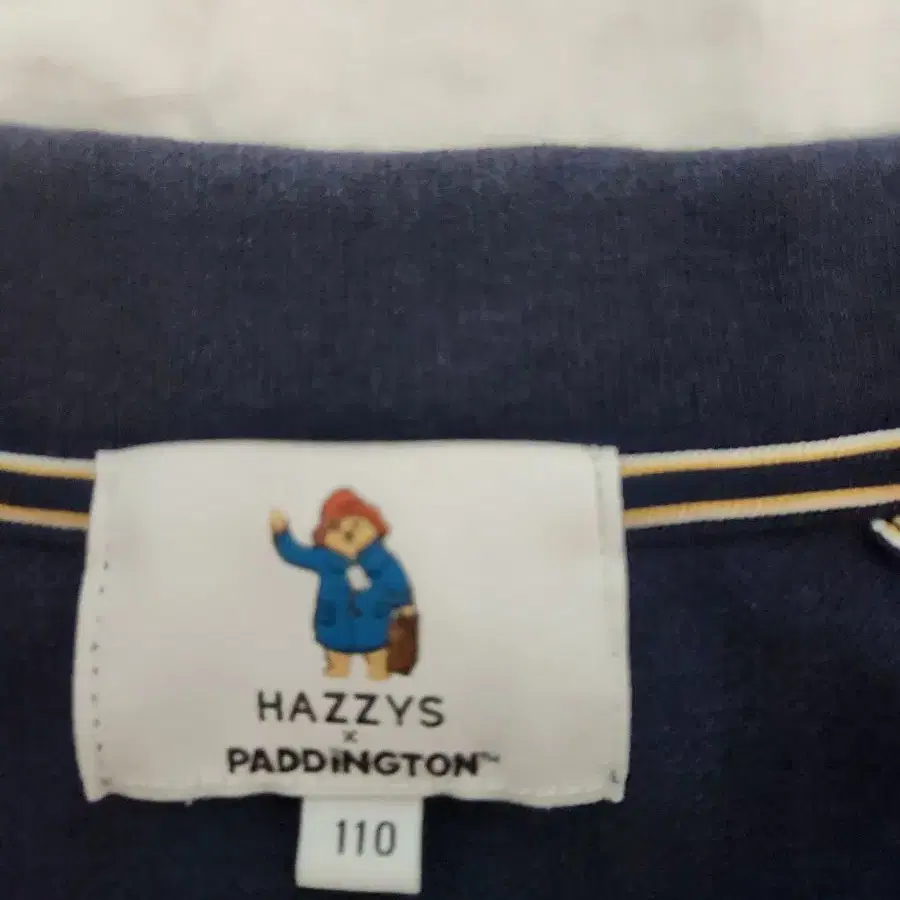 HAZZYS
×
PADDiNGTON™
110